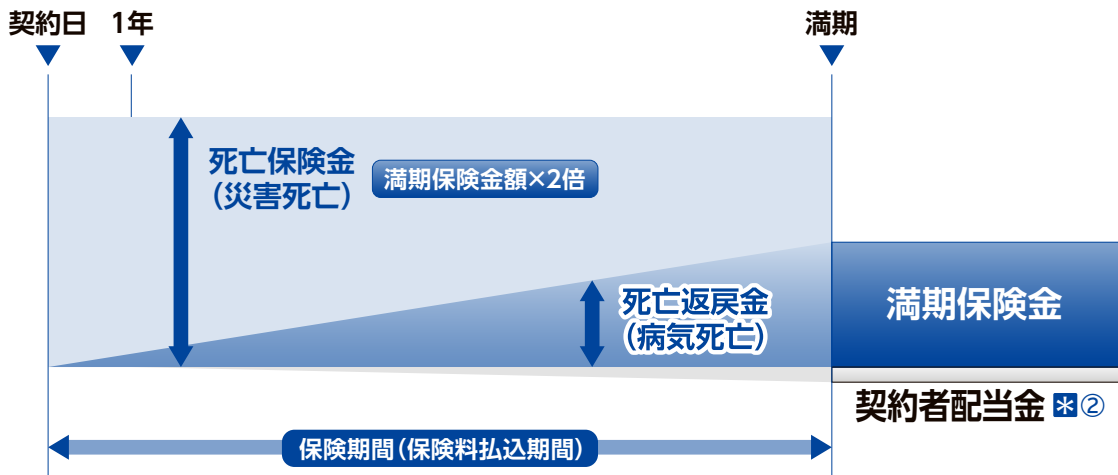 契約日 1年 満期
死亡保険金
(災害死亡)
満期保険金額×2倍
死亡返戻金
(病気死亡)
満期保険金
契約者配当金 *②
保険期間(保険料払込期間)